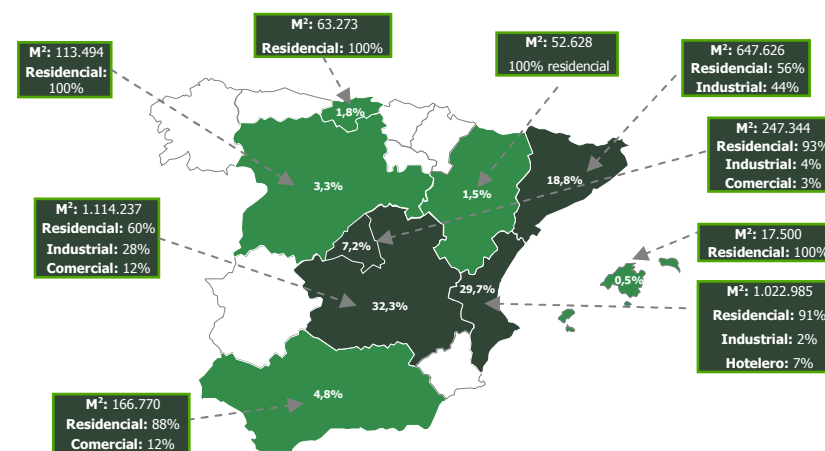 M²: 63.273
Residencial: 100%
M²: 113.494
Residencial:
100%
M²: 52.628
100% residencial
M²: 647.626
Residencial: 56%
Industrial: 44%
M²: 247.344
Residencial: 93%
Industrial: 4%
Comercial: 3%
M²: 1.114.237
Residencial: 60%
Industrial: 28%
Comercial: 12%
M²: 17.500
Residencial: 100%
M²: 1.022.985
Residencial: 91%
Industrial: 2%
Hotelero: 7%
M²: 166.770
Residencial: 88%
Comercial: 12%
1,8%
3,3%
1,5%
18,8%
7,2%
32,3%
29,7%
0,5%
4,8%